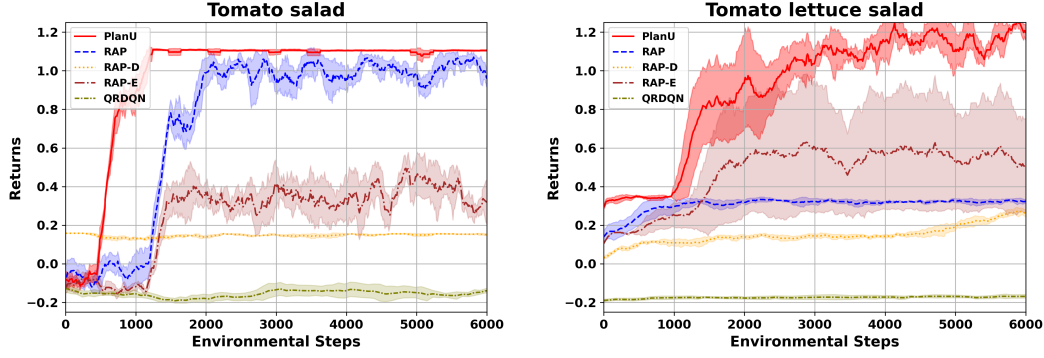 Tomato salad
1.2
1.0
0.8
0.6
0.4
0.2
0.0
−0.2
Returns
PlanU
RAP
RAP-D
RAP-E
QRDQN
0
1000
2000
3000
4000
5000
6000
Environmental Steps
Tomato lettuce salad
1.2
1.0
0.8
0.6
0.4
0.2
0.0
−0.2
Returns
PlanU
RAP
RAP-D
RAP-E
QRDQN
0
1000
2000
3000
4000
5000
6000
Environmental Steps